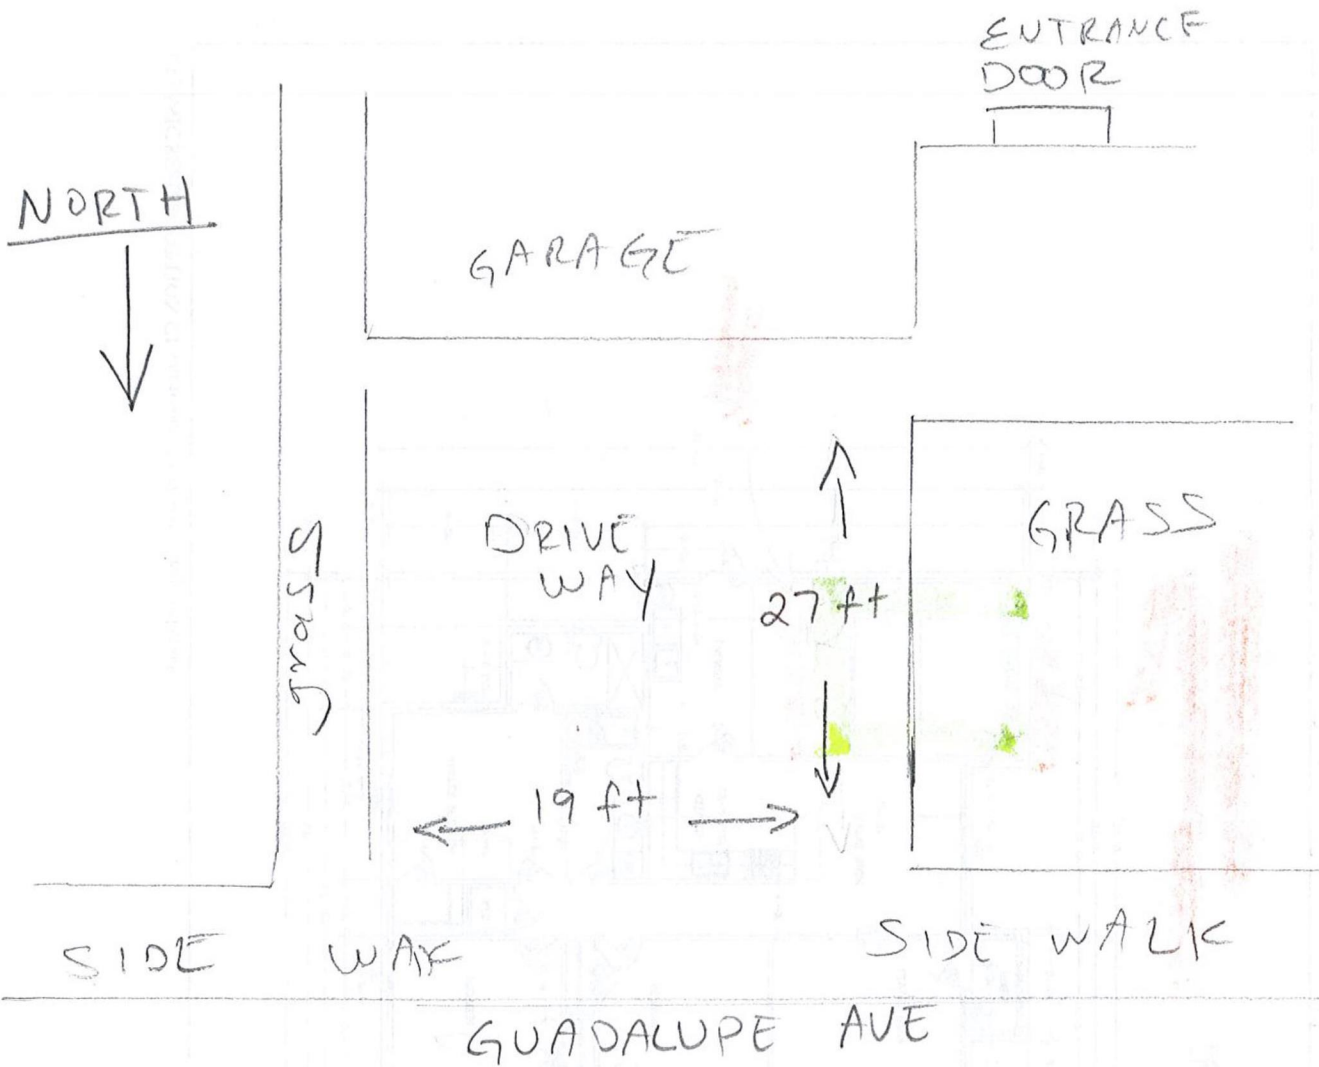 ENTRANCE
DOOR
NORTH
GARAGE
grass
DRIVE
WAY
GRASS
27 ft
19 ft
SIDE WAK
SIDE WALK
GUADALUPE AVE